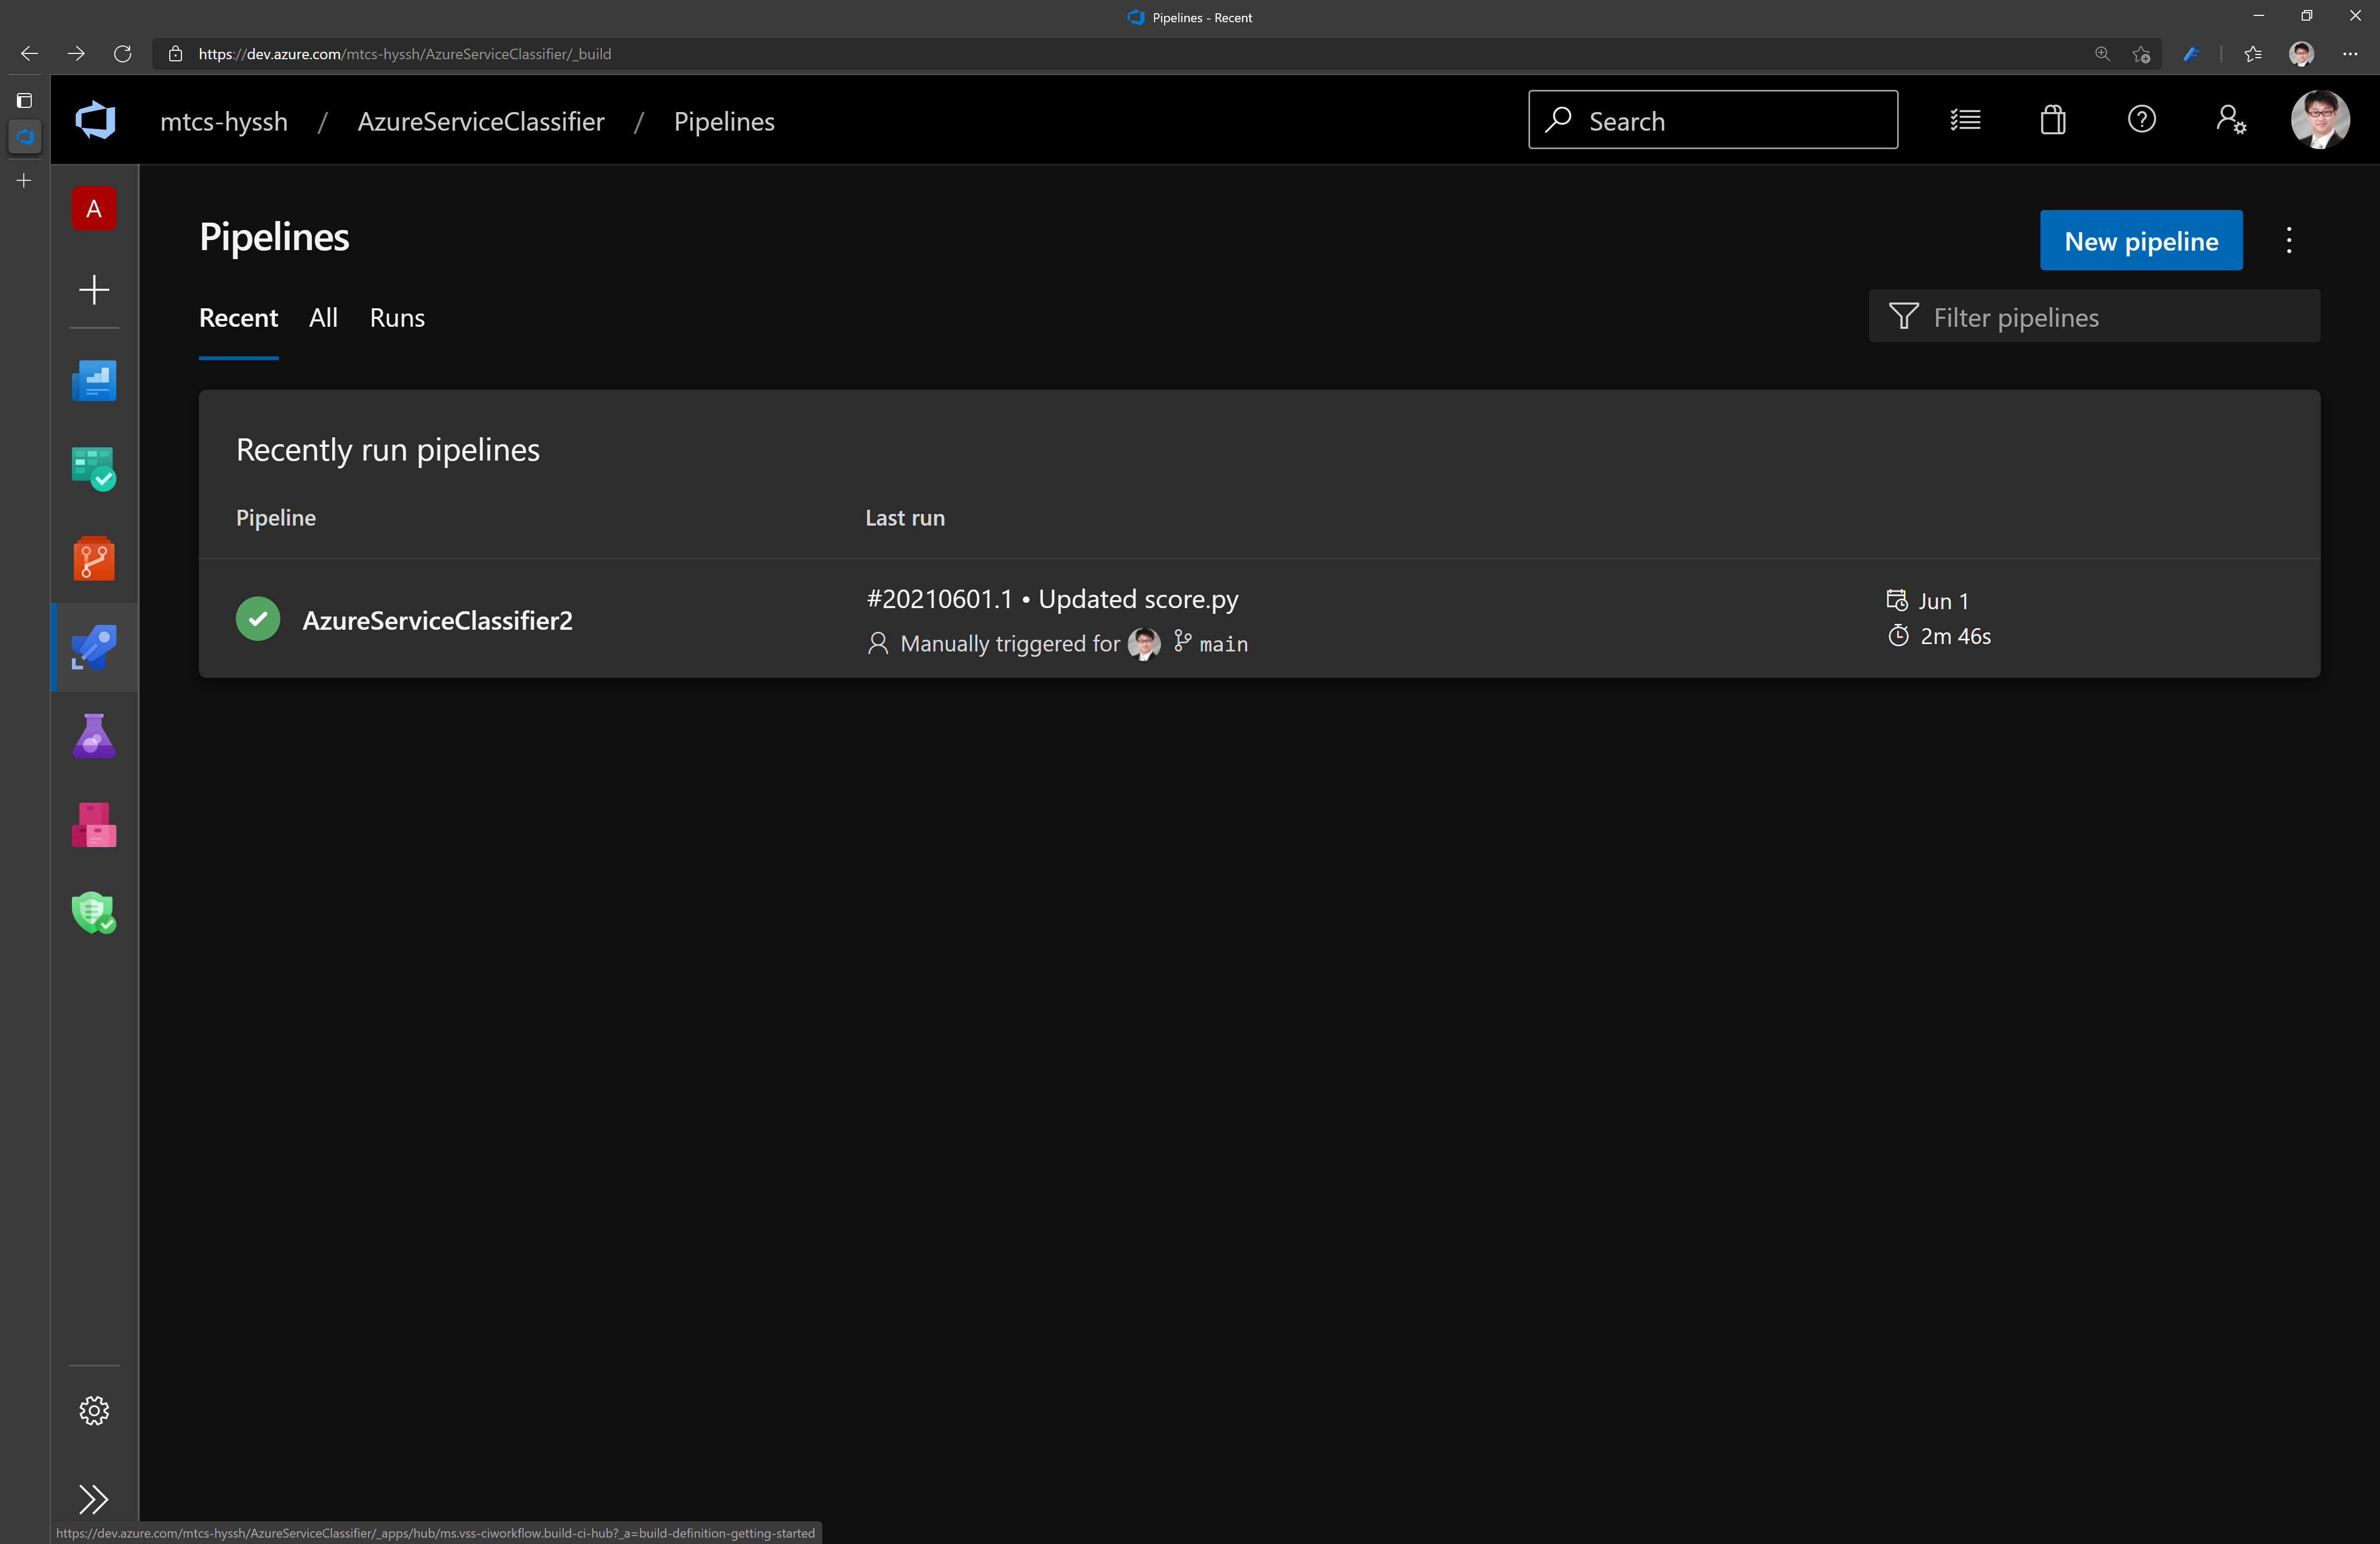 Pipelines - Recent
https://dev.azure.com/mtcs-hyssh/AzureServiceClassifier/_build
mtcs-hyssh / AzureServiceClassifier / Pipelines
Search
A
Pipelines
New pipeline
Recent All Runs
Filter pipelines
Recently run pipelines
Pipeline Last run
AzureServiceClassifier2
#20210601.1 • Updated score.py
Manually triggered for main
Jun 1
2m 46s
https://dev.azure.com/mtcs-hyssh/AzureServiceClassifier/_apps/hub/ms.vss-ciworkflow.build-ci-hub?_a=build-definition-getting-started